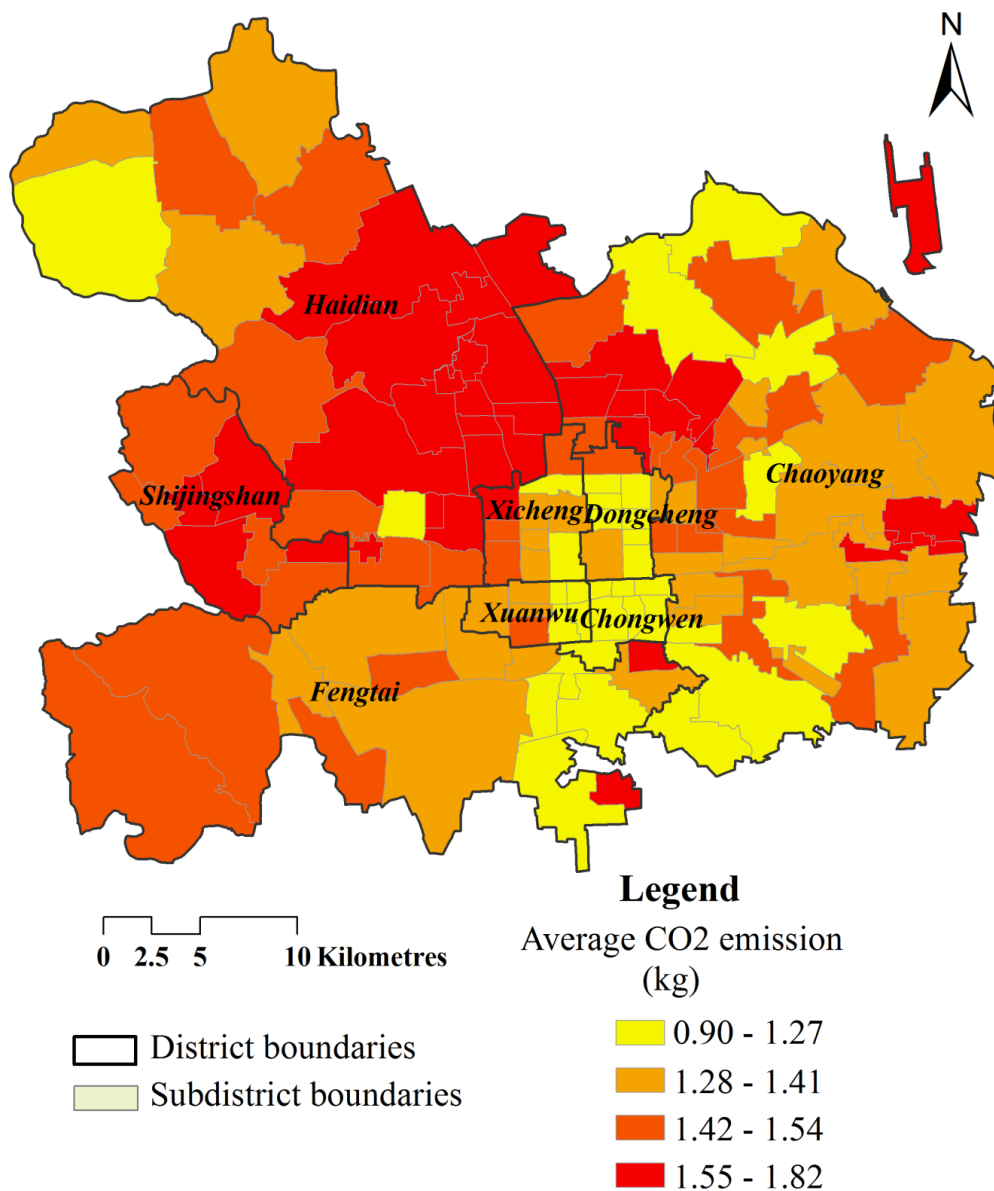 N
Haidian
Shijingshan
Xicheng
Dongcheng
Chaoyang
Xuanwu
Chongwen
Fengtai
Legend
Average CO2 emission
(kg)
0.90 - 1.27
1.28 - 1.41
1.42 - 1.54
1.55 - 1.82
0 2.5 5 10 Kilometres
District boundaries
Subdistrict boundaries